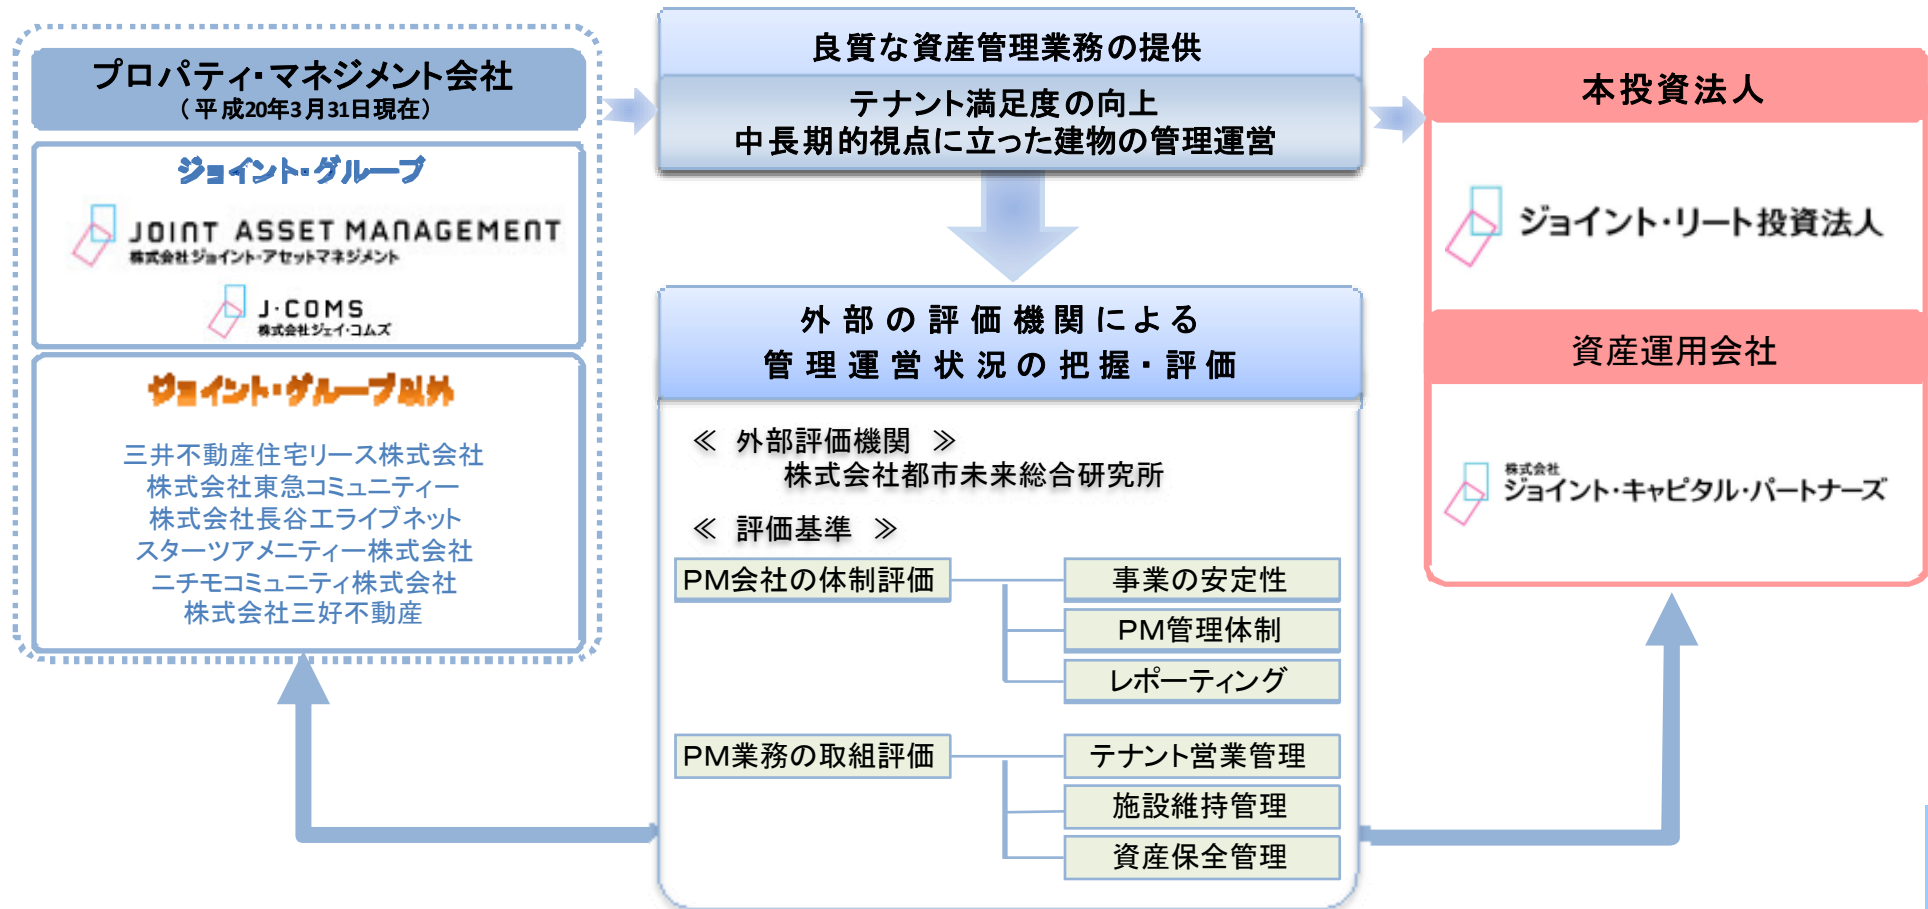 プロパティ・マネジメント会社
（平成20年3月31日現在）
ジョイント・グループ
JOINT ASSET MANAGEMENT
株式会社ジョイント・アセットマネジメント
J・COMS
株式会社ジェイ・コムズ
ジョイント・グループ以外
三井不動産住宅リース株式会社
株式会社東急コミュニティー
株式会社長谷工ライブネット
スターツアメニティー株式会社
ニチモコミュニティ株式会社
株式会社三好不動産
良質な資産管理業務の提供
テナント満足度の向上
中長期的視点に立った建物の管理運営
外部の評価機関による
管理運営状況の把握・評価
≪ 外部評価機関 ≫
株式会社都市未来総合研究所
≪ 評価基準 ≫
PM会社の体制評価
事業の安定性
PM管理体制
レポーティング
PM業務の取組評価
テナント営業管理
施設維持管理
資産保全管理
本投資法人
ジョイント・リート投資法人
資産運用会社
株式会社
ジョイント・キャピタル・パートナーズ